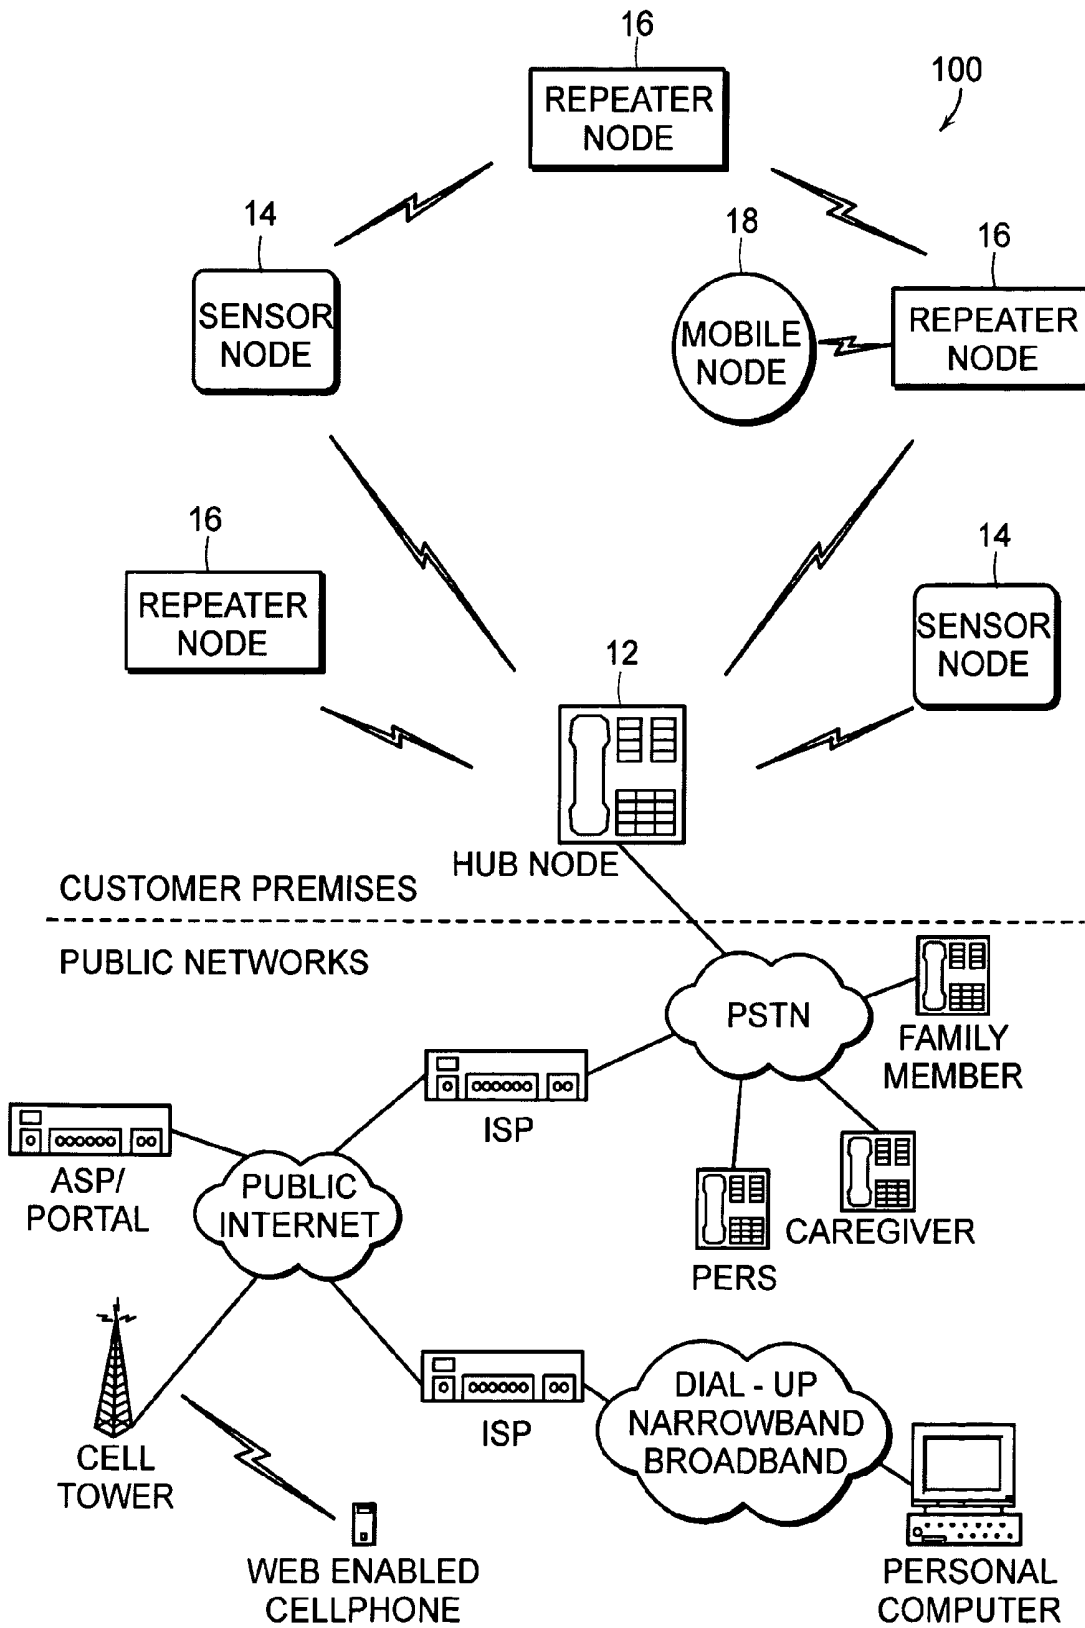 16
100
REPEATER
NODE
14
18
16
SENSOR
NODE
MOBILE
NODE
REPEATER
NODE
16
14
REPEATER
NODE
SENSOR
NODE
12
HUB NODE
CUSTOMER PREMISES
PUBLIC NETWORKS
PSTN
FAMILY
MEMBER
ISP
ASP/
PORTAL
PUBLIC
INTERNET
CAREGIVER
PERS
DIAL - UP
NARROWBAND
BROADBAND
ISP
CELL
TOWER
WEB ENABLED
CELLPHONE
PERSONAL
COMPUTER